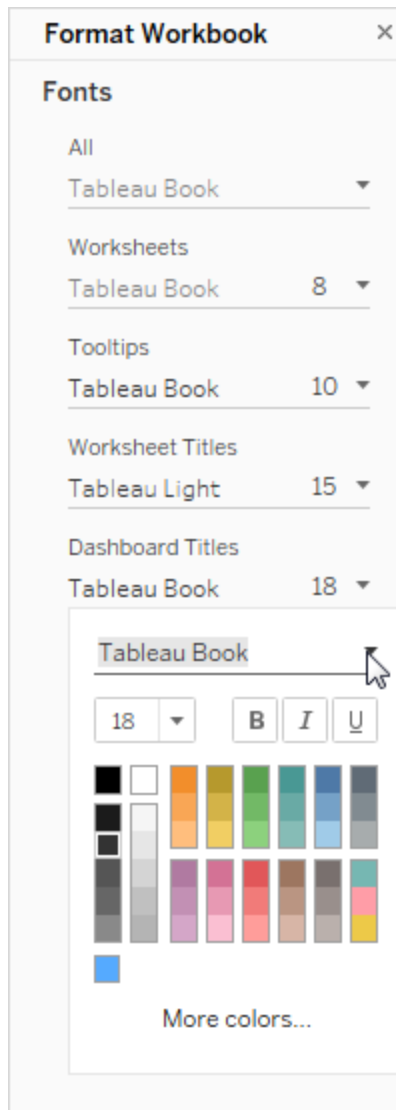 Format Workbook ×
Fonts
All
Tableau Book
Worksheets
Tableau Book 8
Tooltips
Tableau Book 10
Worksheet Titles
Tableau Light 15
Dashboard Titles
Tableau Book 18
Tableau Book
18 B I U
More colors...